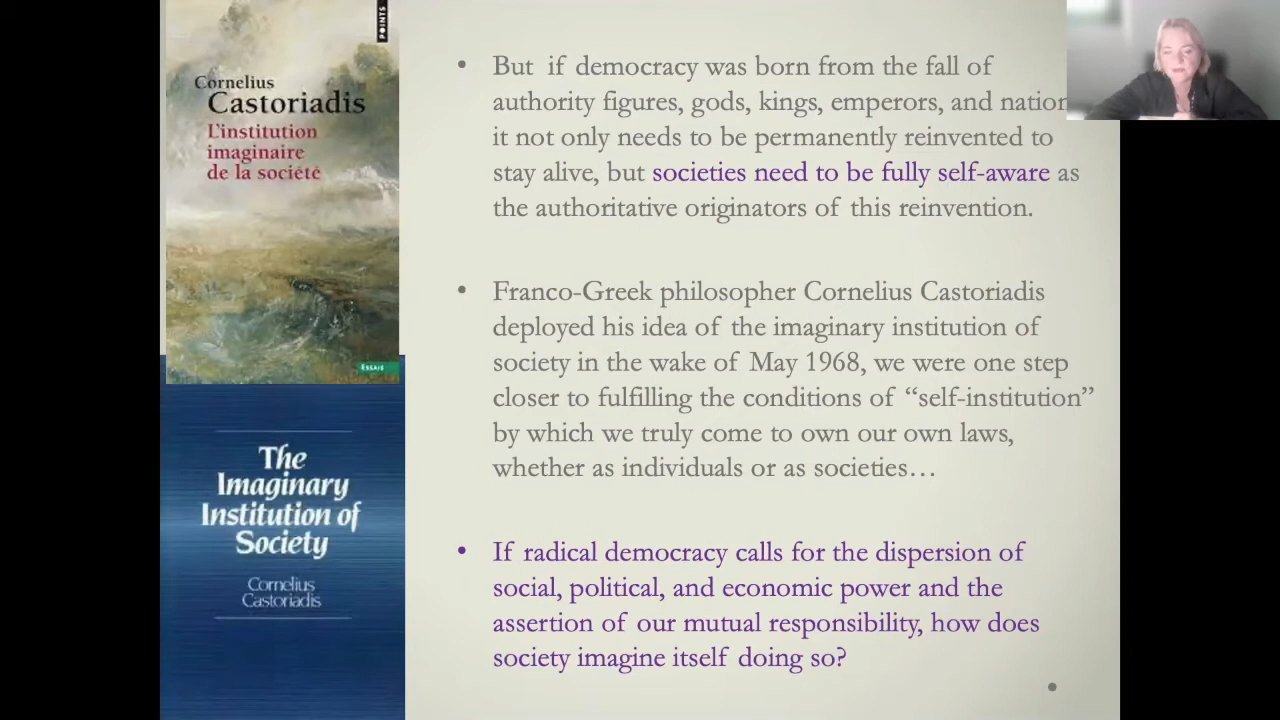 POINTS
Cornelius
Castoriadis
L'institution
imaginaire
de la société
ESSAIS
The
Imaginary
Institution of
Society
Cornelius
Castoriadis
• But if democracy was born from the fall of
authority figures, gods, kings, emperors, and nation
it not only needs to be permanently reinvented to
stay alive, but societies need to be fully self-aware as
the authoritative originators of this reinvention.
• Franco-Greek philosopher Cornelius Castoriadis
deployed his idea of the imaginary institution of
society in the wake of May 1968, we were one step
closer to fulfilling the conditions of “self-institution”
by which we truly come to own our own laws,
whether as individuals or as societies…
• If radical democracy calls for the dispersion of
social, political, and economic power and the
assertion of our mutual responsibility, how does
society imagine itself doing so?